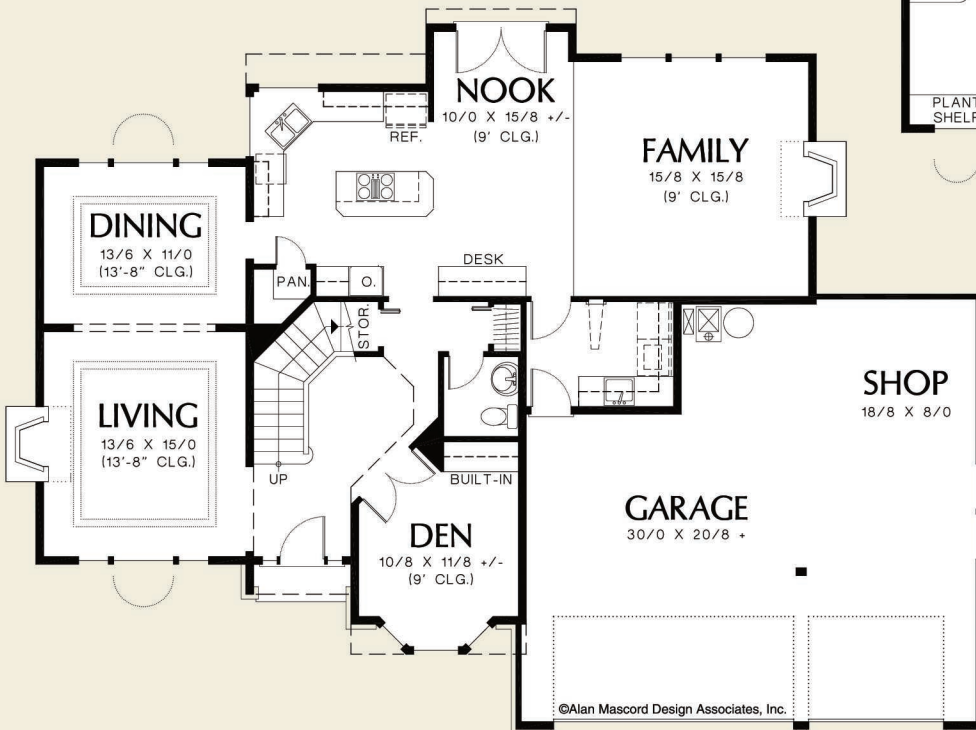 PLANT
SHELF
NOOK
10/0 X 15/8 +/-
(9' CLG.)
REF.
FAMILY
15/8 X 15/8
(9' CLG.)
DINING
13/6 X 11/0
(13'-8" CLG.)
PAN.
O.
DESK
STOR.
LIVING
13/6 X 15/0
(13'-8" CLG.)
UP
BUILT-IN
DEN
10/8 X 11/8 +/-
(9' CLG.)
SHOP
18/8 X 8/0
GARAGE
30/0 X 20/8 +
©Alan Mascord Design Associates, Inc.